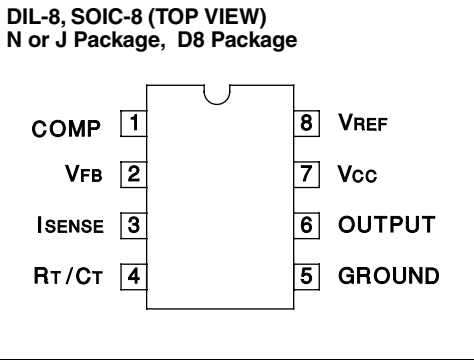 DIL-8, SOIC-8 (TOP VIEW)
N or J Package, D8 Package
COMP 1 8 VREF
VFB 2 7 VCC
ISENSE 3 6 OUTPUT
RT/CT 4 5 GROUND